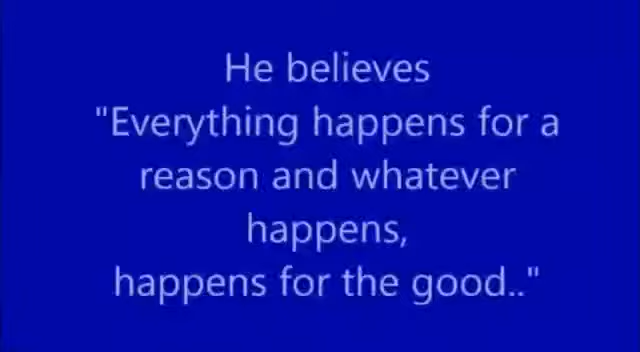 He believes
"Everything happens for a
reason and whatever
happens,
happens for the good.."